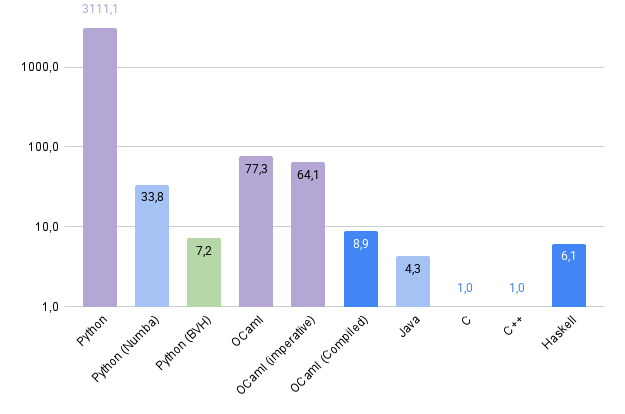 3111,1
1000,0
100,0
10,0
1,0
33,8
7,2
77,3
64,1
8,9
4,3
1,0
1,0
6,1
Python
Python (Numba)
Python (BVH)
OCaml
OCaml (imperative)
OCaml (Compiled)
Java
C
C++
Haskell